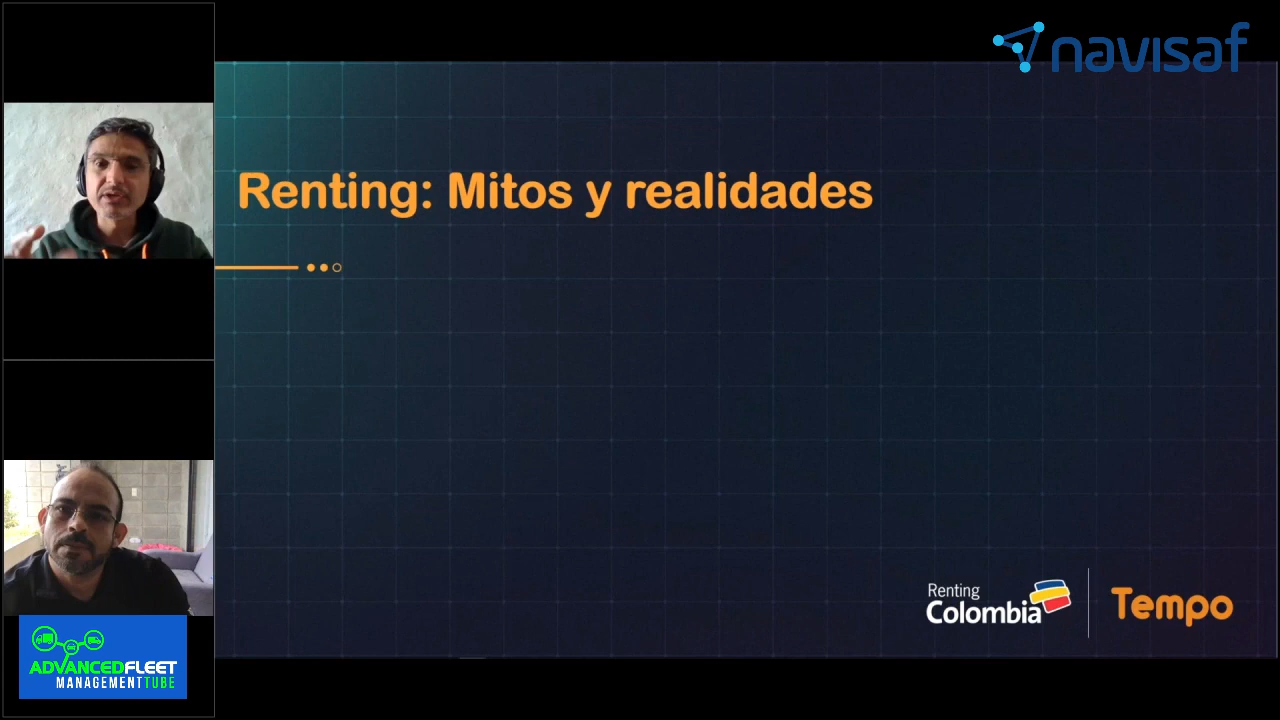 navisaf
Renting: Mitos y realidades
Renting
Colombia
Tempo
ADVANCEDFLEET
MANAGEMENTTUBE